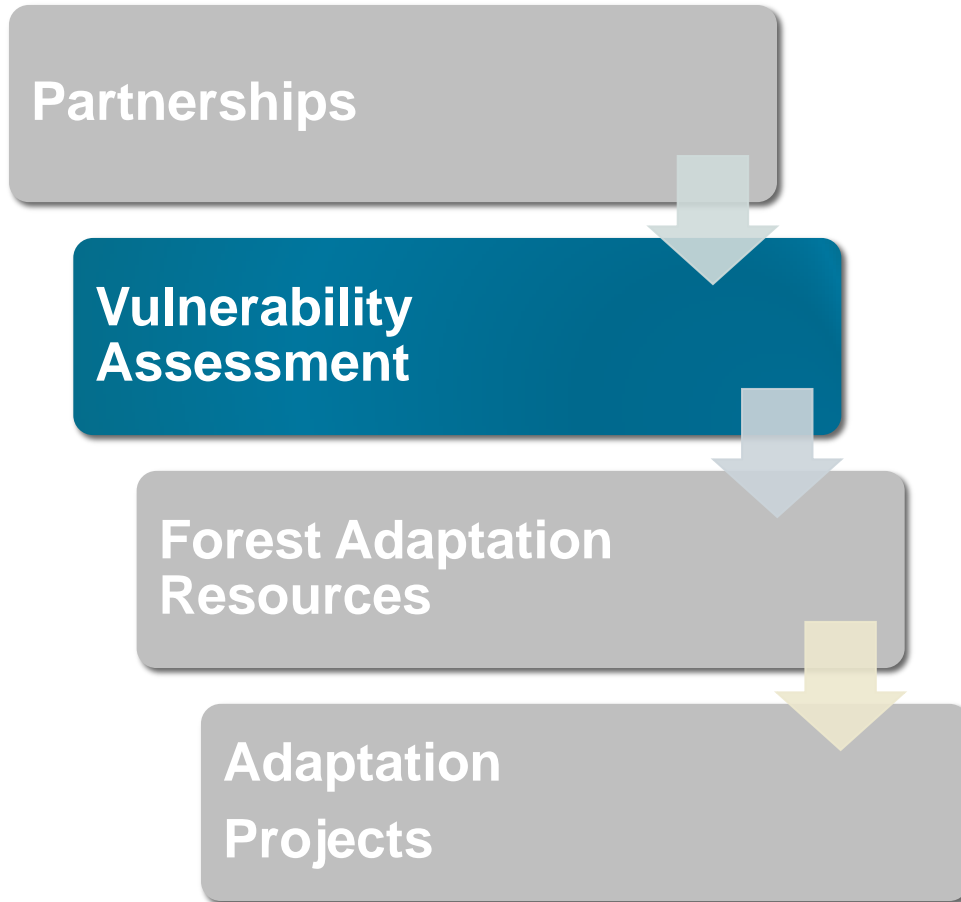 Partnerships
Vulnerability
Assessment
Forest Adaptation
Resources
Adaptation
Projects